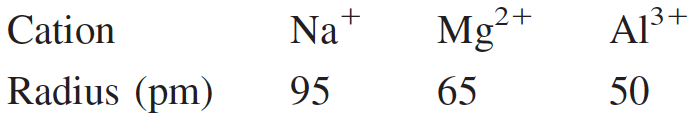 Cation Na⁺ Mg²⁺ Al³⁺
Radius (pm) 95 65 50